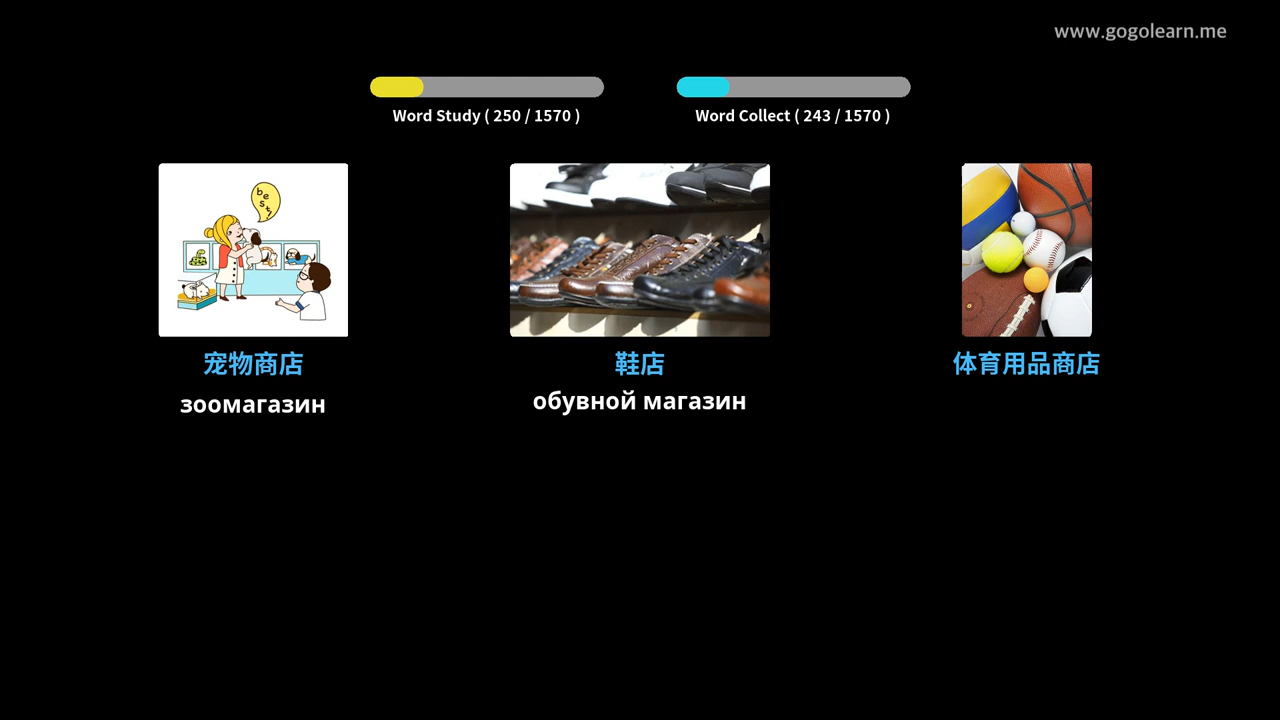 www.gogolearn.me
Word Study ( 250 / 1570 )
Word Collect ( 243 / 1570 )
best,
宠物商店
鞋店
体育用品商店
зоомагазин
обувной магазин